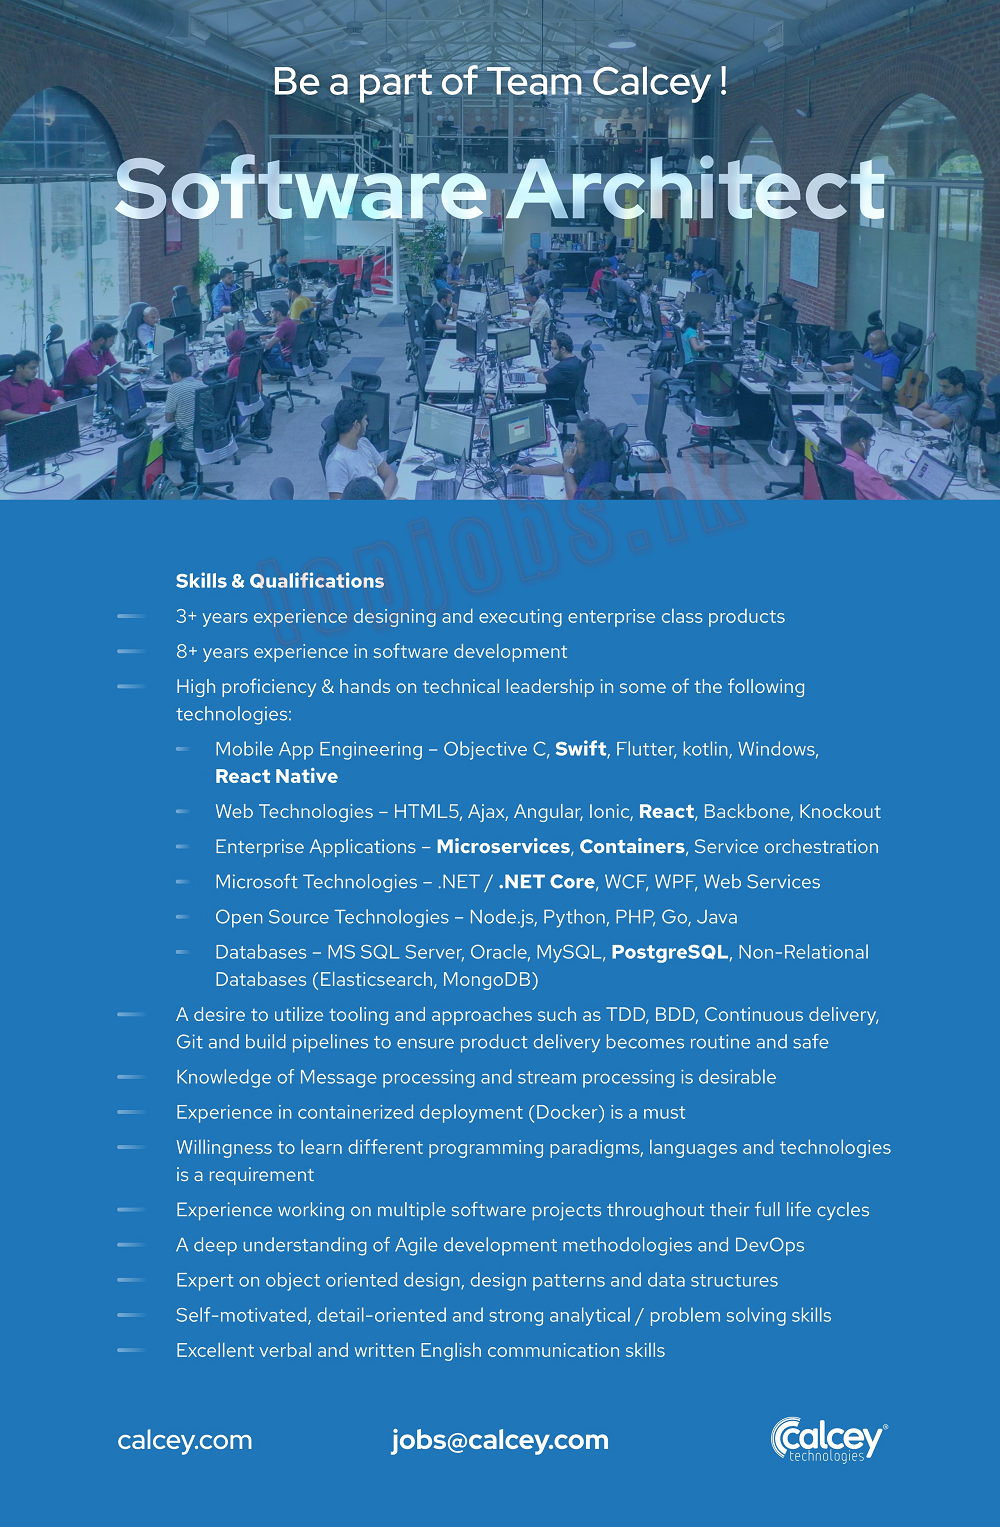 Be a part of Team Calcey !
Software Architect
topjobs.lk
Skills & Qualifications
3+ years experience designing and executing enterprise class products
8+ years experience in software development
High proficiency & hands on technical leadership in some of the following
technologies:
Mobile App Engineering – Objective C, Swift, Flutter, kotlin, Windows,
React Native
Web Technologies – HTML5, Ajax, Angular, Ionic, React, Backbone, Knockout
Enterprise Applications – Microservices, Containers, Service orchestration
Microsoft Technologies – .NET / .NET Core, WCF, WPF, Web Services
Open Source Technologies – Node.js, Python, PHP, Go, Java
Databases – MS SQL Server, Oracle, MySQL, PostgreSQL, Non-Relational
Databases (Elasticsearch, MongoDB)
A desire to utilize tooling and approaches such as TDD, BDD, Continuous delivery,
Git and build pipelines to ensure product delivery becomes routine and safe
Knowledge of Message processing and stream processing is desirable
Experience in containerized deployment (Docker) is a must
Willingness to learn different programming paradigms, languages and technologies
is a requirement
Experience working on multiple software projects throughout their full life cycles
A deep understanding of Agile development methodologies and DevOps
Expert on object oriented design, design patterns and data structures
Self-motivated, detail-oriented and strong analytical / problem solving skills
Excellent verbal and written English communication skills
calcey.com
jobs@calcey.com
Calcey®
technologies